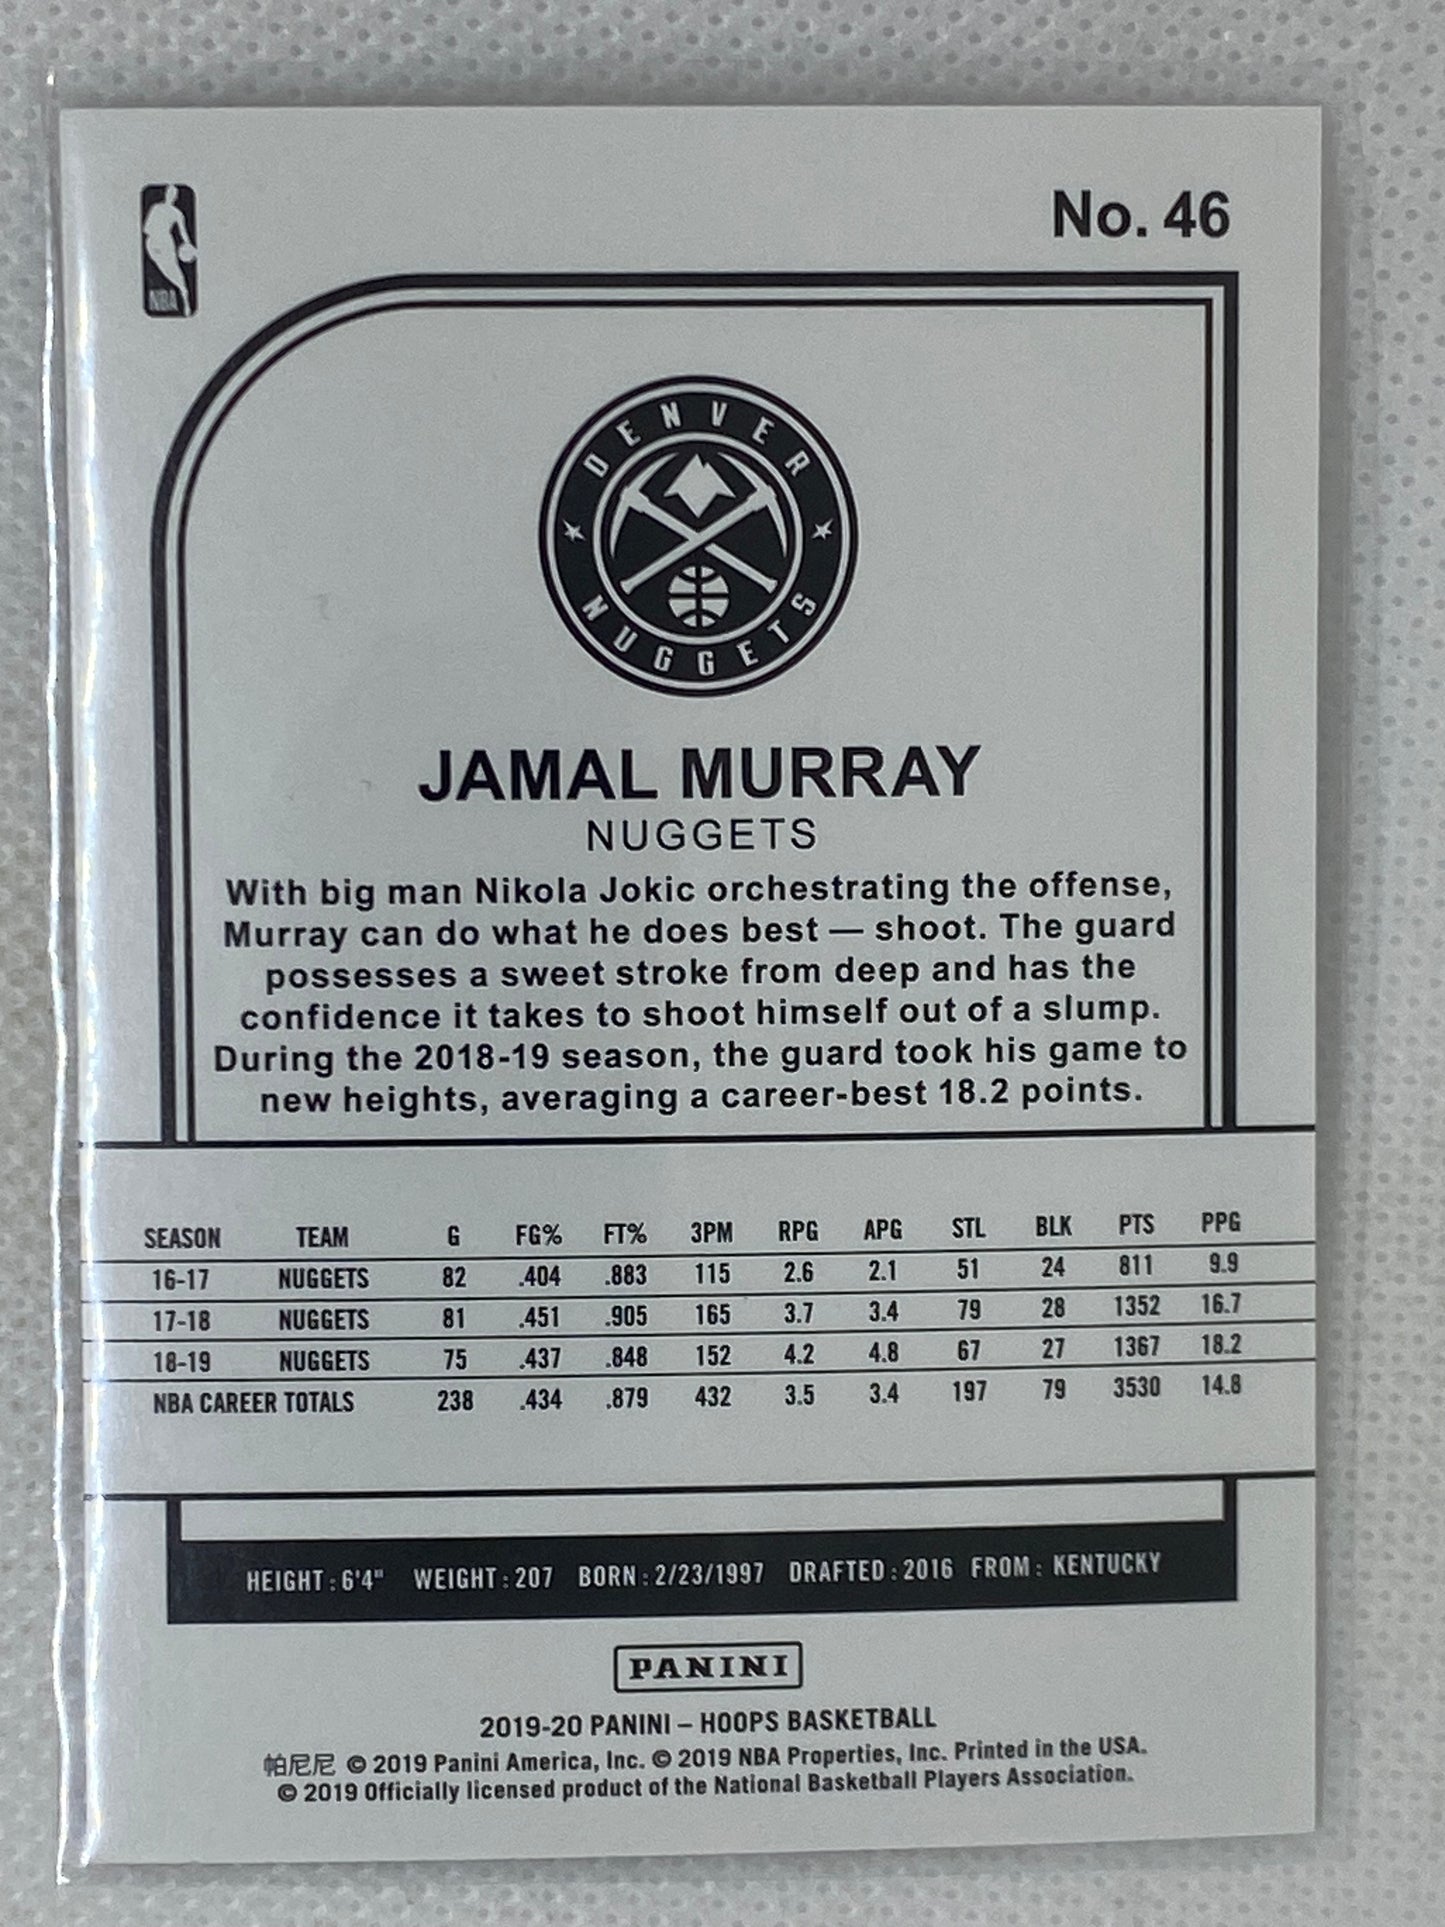 NBA
No. 46
DENVER
NUGGETS
JAMAL MURRAY
NUGGETS
With big man Nikola Jokic orchestrating the offense,
Murray can do what he does best — shoot. The guard
possesses a sweet stroke from deep and has the
confidence it takes to shoot himself out of a slump.
During the 2018-19 season, the guard took his game to
new heights, averaging a career-best 18.2 points.
SEASON TEAM G FG% FT% 3PM RPG APG STL BLK PTS PPG
16-17 NUGGETS 82 .404 .883 115 2.6 2.1 51 24 811 9.9
17-18 NUGGETS 81 .451 .905 165 3.7 3.4 79 28 1352 16.7
18-19 NUGGETS 75 .437 .848 152 4.2 4.8 67 27 1367 18.2
NBA CAREER TOTALS 238 .434 .879 432 3.5 3.4 197 79 3530 14.8
HEIGHT: 6'4" WEIGHT: 207 BORN: 2/23/1997 DRAFTED: 2016 FROM: KENTUCKY
PANINI
2019-20 PANINI – HOOPS BASKETBALL
帕尼尼 © 2019 Panini America, Inc. © 2019 NBA Properties, Inc. Printed in the USA.
© 2019 Officially licensed product of the National Basketball Players Association.